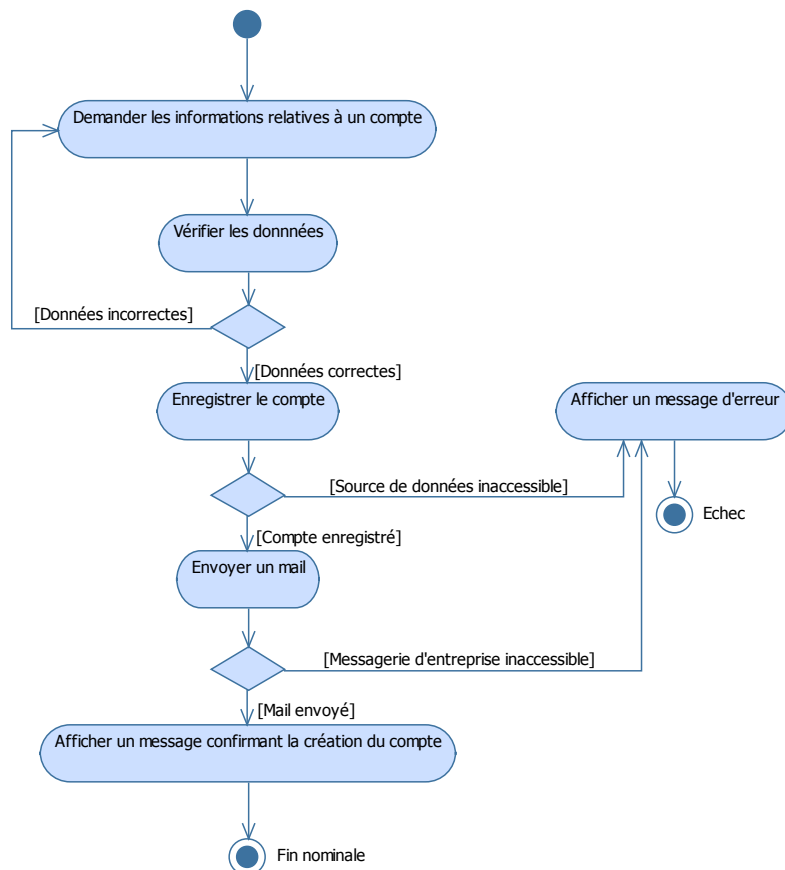 Demander les informations relatives à un compte
Vérifier les donnnées
[Données incorrectes]
[Données correctes]
Enregistrer le compte
Afficher un message d'erreur
[Source de données inaccessible]
Echec
[Compte enregistré]
Envoyer un mail
[Messagerie d'entreprise inaccessible]
[Mail envoyé]
Afficher un message confirmant la création du compte
Fin nominale